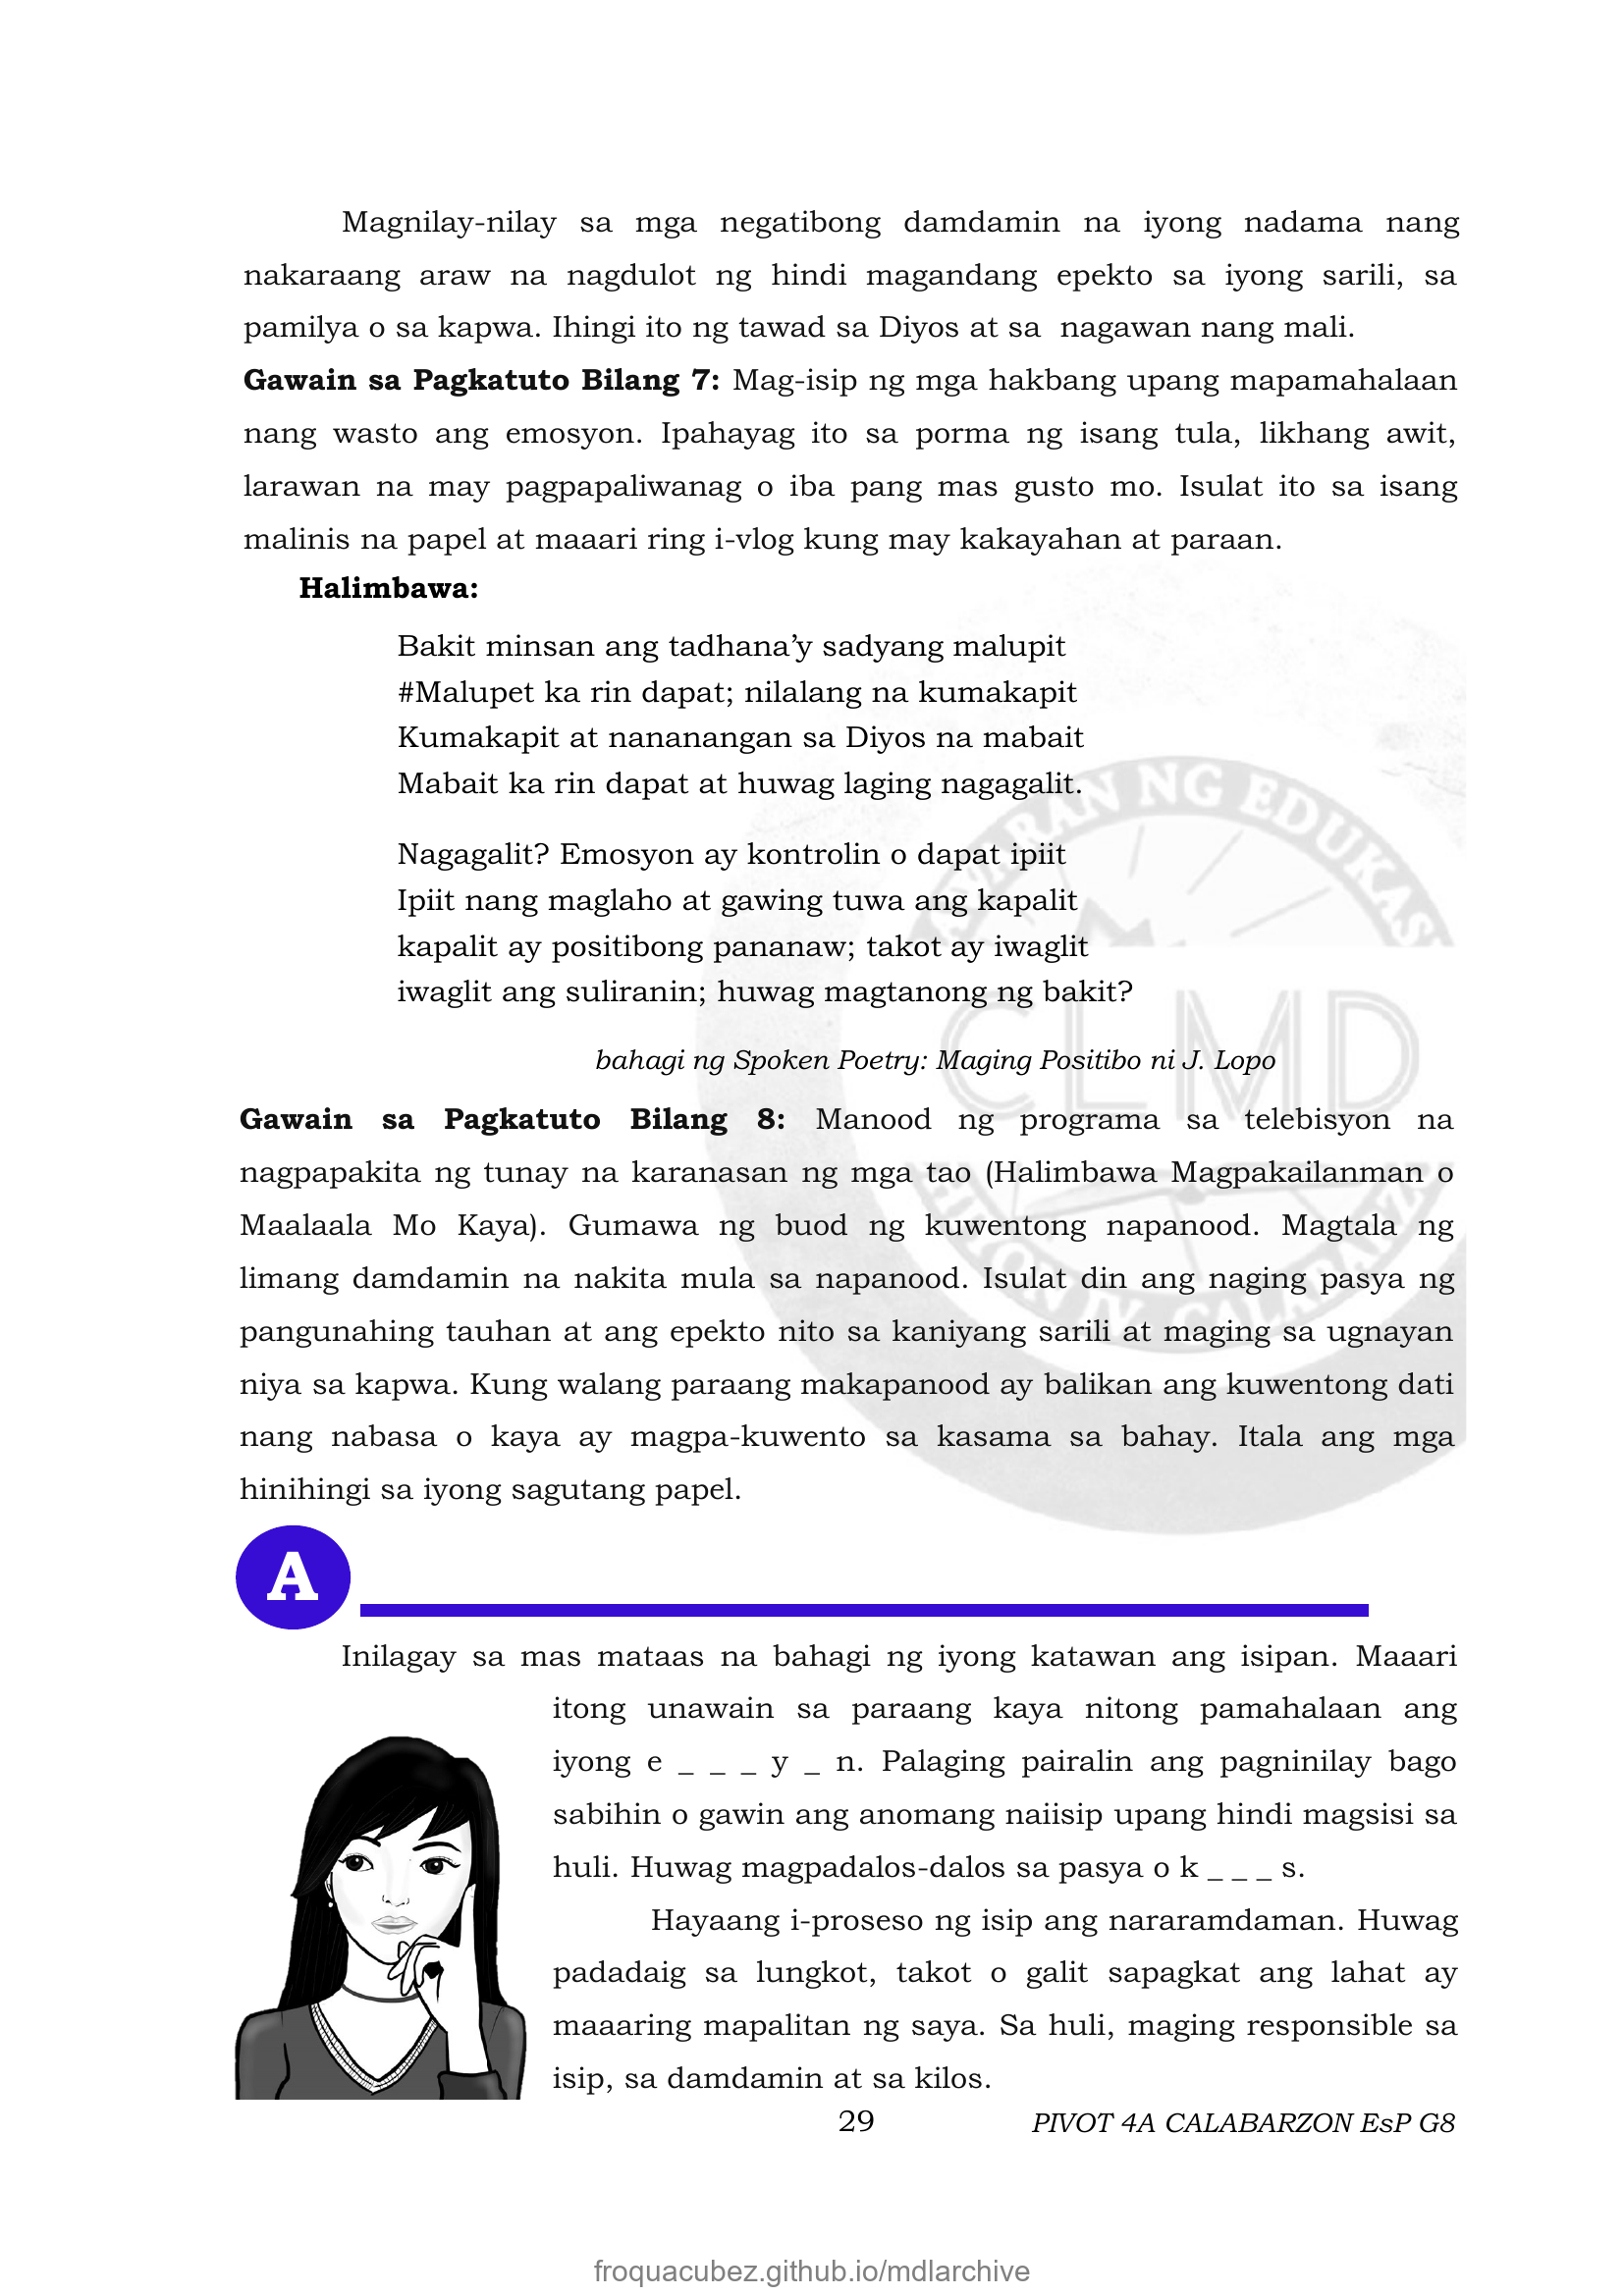 Magnilay-nilay sa mga negatibong damdamin na iyong nadama nang
nakaraang araw na nagdulot ng hindi magandang epekto sa iyong sarili, sa
pamilya o sa kapwa. Ihingi ito ng tawad sa Diyos at sa nagawan nang mali.
Gawain sa Pagkatuto Bilang 7: Mag-isip ng mga hakbang upang mapamahalaan
nang wasto ang emosyon. Ipahayag ito sa porma ng isang tula, likhang awit,
larawan na may pagpapaliwanag o iba pang mas gusto mo. Isulat ito sa isang
malinis na papel at maaari ring i-vlog kung may kakayahan at paraan.
Halimbawa:
Bakit minsan ang tadhana’y sadyang malupit
#Malupet ka rin dapat; nilalang na kumakapit
Kumakapit at nananangan sa Diyos na mabait
Mabait ka rin dapat at huwag laging nagagalit.
Nagagalit? Emosyon ay kontrolin o dapat ipiit
Ipiit nang maglaho at gawing tuwa ang kapalit
kapalit ay positibong pananaw; takot ay iwaglit
iwaglit ang suliranin; huwag magtanong ng bakit?
bahagi ng Spoken Poetry: Maging Positibo ni J. Lopo
Gawain sa Pagkatuto Bilang 8: Manood ng programa sa telebisyon na
nagpapakita ng tunay na karanasan ng mga tao (Halimbawa Magpakailanman o
Maalaala Mo Kaya). Gumawa ng buod ng kuwentong napanood. Magtala ng
limang damdamin na nakita mula sa napanood. Isulat din ang naging pasya ng
pangunahing tauhan at ang epekto nito sa kaniyang sarili at maging sa ugnayan
niya sa kapwa. Kung walang paraang makapanood ay balikan ang kuwentong dati
nang nabasa o kaya ay magpa-kuwento sa kasama sa bahay. Itala ang mga
hinihingi sa iyong sagutang papel.
A
Inilagay sa mas mataas na bahagi ng iyong katawan ang isipan. Maaari
itong unawain sa paraang kaya nitong pamahalaan ang
iyong e _ _ _ y _ n. Palaging pairalin ang pagninilay bago
sabihin o gawin ang anomang naiisip upang hindi magsisi sa
huli. Huwag magpadalos-dalos sa pasya o k _ _ _ s.
Hayaang i-proseso ng isip ang nararamdaman. Huwag
padadaig sa lungkot, takot o galit sapagkat ang lahat ay
maaaring mapalitan ng saya. Sa huli, maging responsible sa
isip, sa damdamin at sa kilos.
29 PIVOT 4A CALABARZON EsP G8
froquacubez.github.io/mdlarchive
NG EDUKAS
CLMD